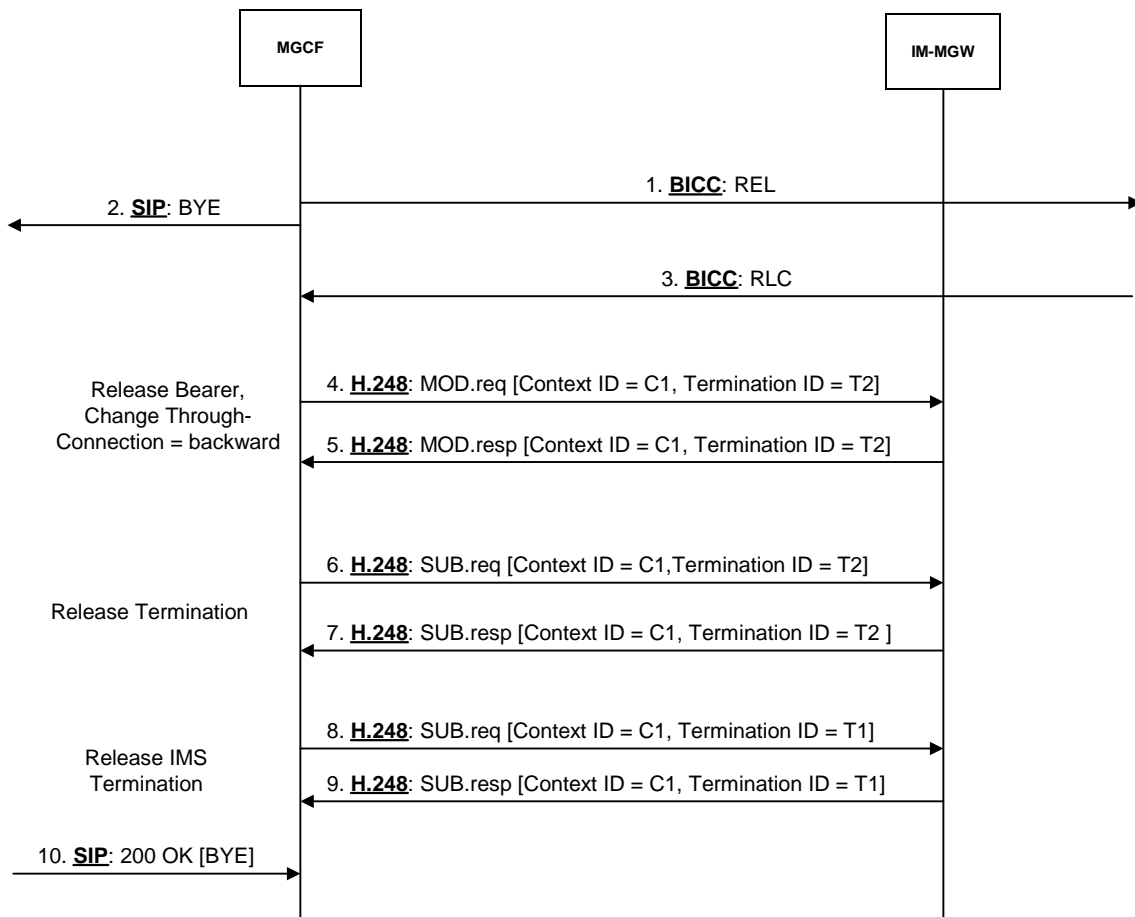 MGCF
IM-MGW
1. BICC: REL
2. SIP: BYE
3. BICC: RLC
Release Bearer,
Change Through-
Connection = backward
4. H.248: MOD.req [Context ID = C1, Termination ID = T2]
5. H.248: MOD.resp [Context ID = C1, Termination ID = T2]
6. H.248: SUB.req [Context ID = C1,Termination ID = T2]
Release Termination
7. H.248: SUB.resp [Context ID = C1, Termination ID = T2 ]
8. H.248: SUB.req [Context ID = C1, Termination ID = T1]
Release IMS
Termination
9. H.248: SUB.resp [Context ID = C1, Termination ID = T1]
10. SIP: 200 OK [BYE]